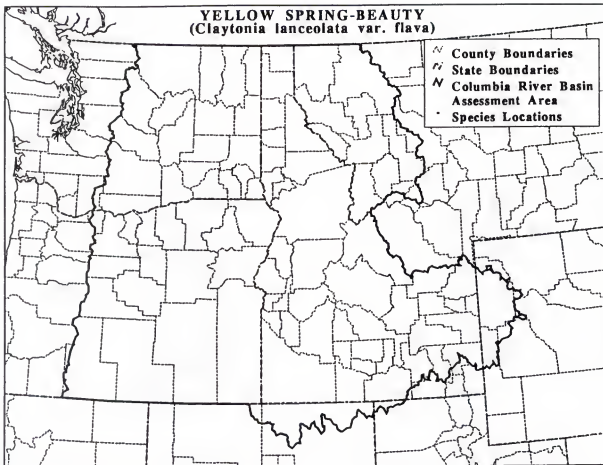 YELLOW SPRING-BEAUTY
(Claytonia lanceolata var. flava)
County Boundaries
State Boundaries
Columbia River Basin
Assessment Area
Species Locations